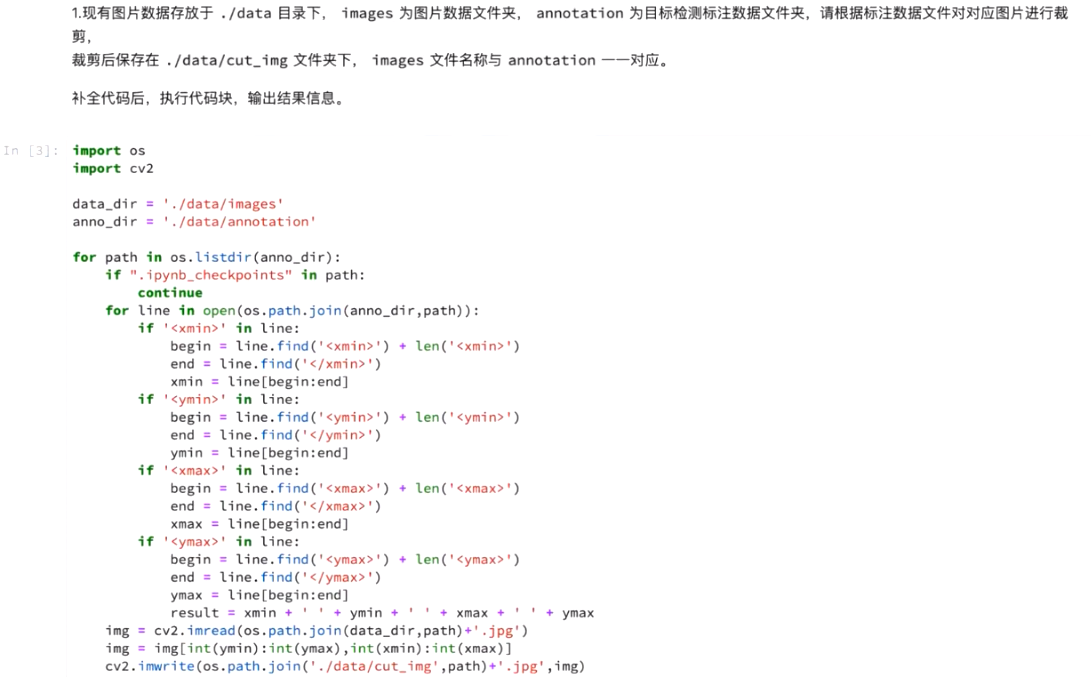 1.现有图片数据存放于 ./data 目录下， images 为图片数据文件夹， annotation 为目标检测标注数据文件夹，请根据标注数据文件对对应图片进行裁
剪，
裁剪后保存在 ./data/cut_img 文件夹下， images 文件名称与 annotation 一一对应。
补全代码后，执行代码块，输出结果信息。
In [3]: import os
import cv2
data_dir = './data/images'
anno_dir = './data/annotation'
for path in os.listdir(anno_dir):
    if ".ipynb_checkpoints" in path:
        continue
    for line in open(os.path.join(anno_dir,path)):
        if '<xmin>' in line:
            begin = line.find('<xmin>') + len('<xmin>')
            end = line.find('</xmin>')
            xmin = line[begin:end]
        if '<ymin>' in line:
            begin = line.find('<ymin>') + len('<ymin>')
            end = line.find('</ymin>')
            ymin = line[begin:end]
        if '<xmax>' in line:
            begin = line.find('<xmax>') + len('<xmax>')
            end = line.find('</xmax>')
            xmax = line[begin:end]
        if '<ymax>' in line:
            begin = line.find('<ymax>') + len('<ymax>')
            end = line.find('</ymax>')
            ymax = line[begin:end]
            result = xmin + ' ' + ymin + ' ' + xmax + ' ' + ymax
    img = cv2.imread(os.path.join(data_dir,path)+'.jpg')
    img = img[int(ymin):int(ymax),int(xmin):int(xmax)]
    cv2.imwrite(os.path.join('./data/cut_img',path)+'.jpg',img)